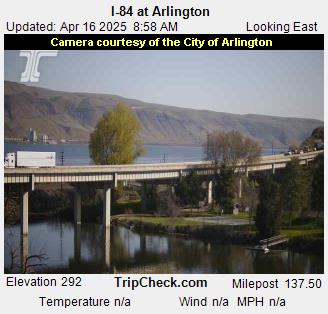 I-84 at Arlington
Updated: Apr 16 2025 8:58 AM Looking East
Camera courtesy of the City of Arlington
Elevation 292 TripCheck.com Milepost 137.50
Temperature n/a Wind n/a MPH n/a